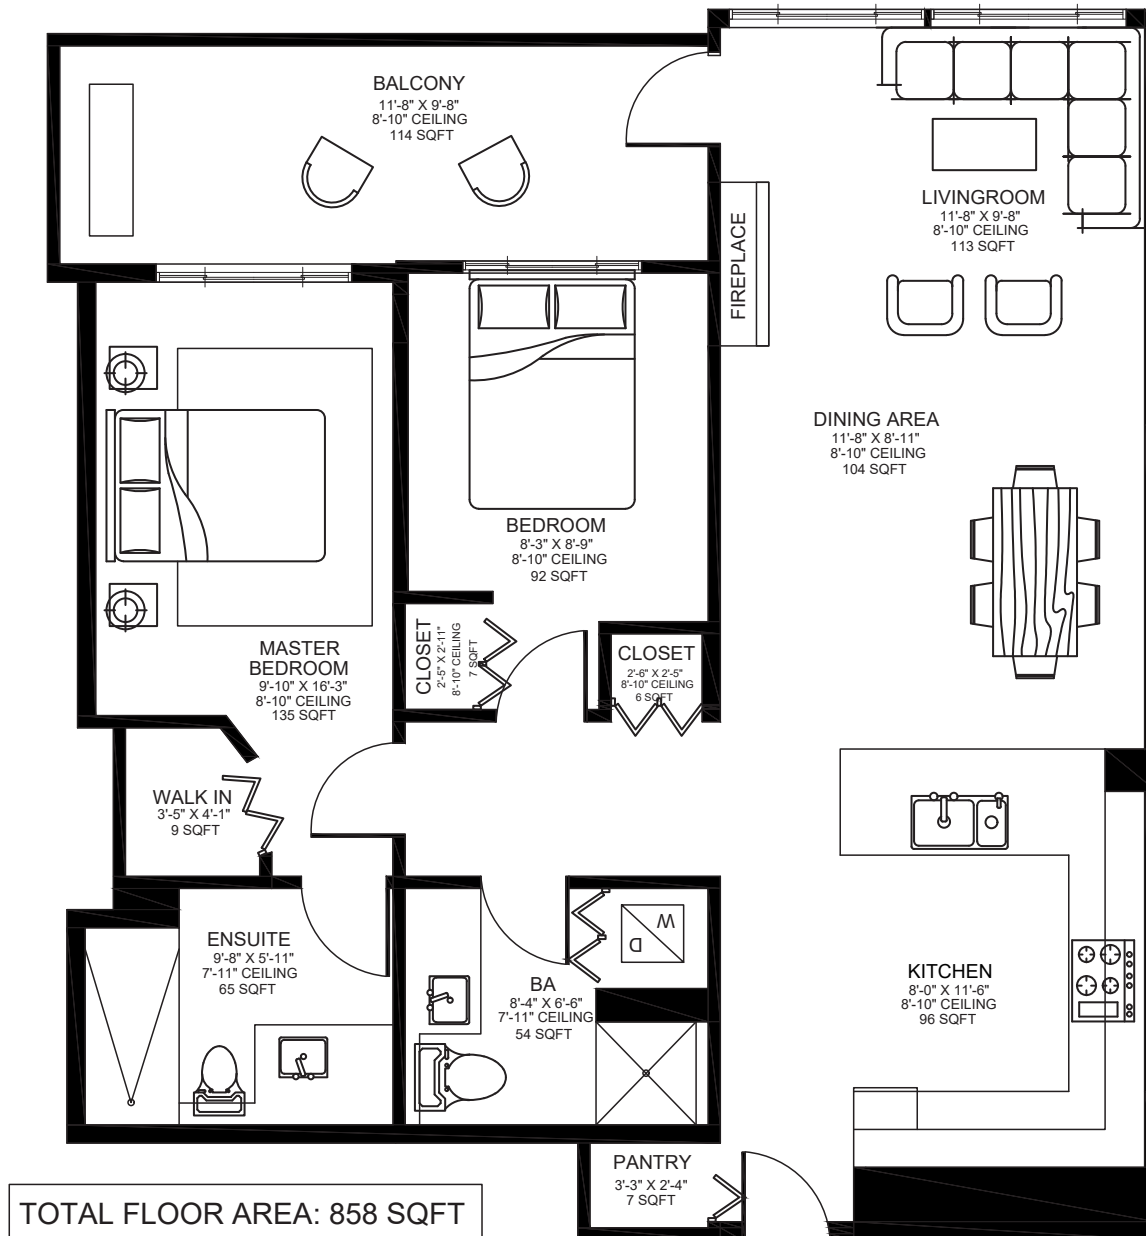 BALCONY
11'-8" X 9'-8"
8'-10" CEILING
114 SQFT
LIVINGROOM
11'-8" X 9'-8"
8'-10" CEILING
113 SQFT
FIREPLACE
DINING AREA
11'-8" X 8'-11"
8'-10" CEILING
104 SQFT
BEDROOM
8'-3" X 8'-9"
8'-10" CEILING
92 SQFT
MASTER
BEDROOM
9'-10" X 16'-3"
8'-10" CEILING
135 SQFT
CLOSET
2'-5" X 2'-11"
8'-10" CEILING
7 SQFT
CLOSET
2'-6" X 2'-5"
8'-10" CEILING
6 SQFT
WALK IN
3'-5" X 4'-1"
9 SQFT
ENSUITE
9'-8" X 5'-11"
7'-11" CEILING
65 SQFT
W
D
BA
8'-4" X 6'-6"
7'-11" CEILING
54 SQFT
KITCHEN
8'-0" X 11'-6"
8'-10" CEILING
96 SQFT
PANTRY
3'-3" X 2'-4"
7 SQFT
TOTAL FLOOR AREA: 858 SQFT